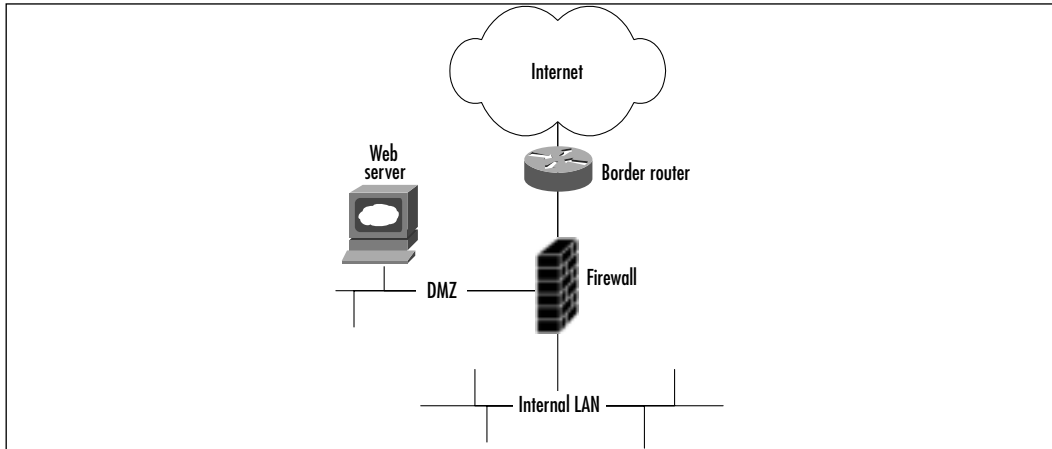 Internet
Web
server
Border router
Firewall
DMZ
Internal LAN